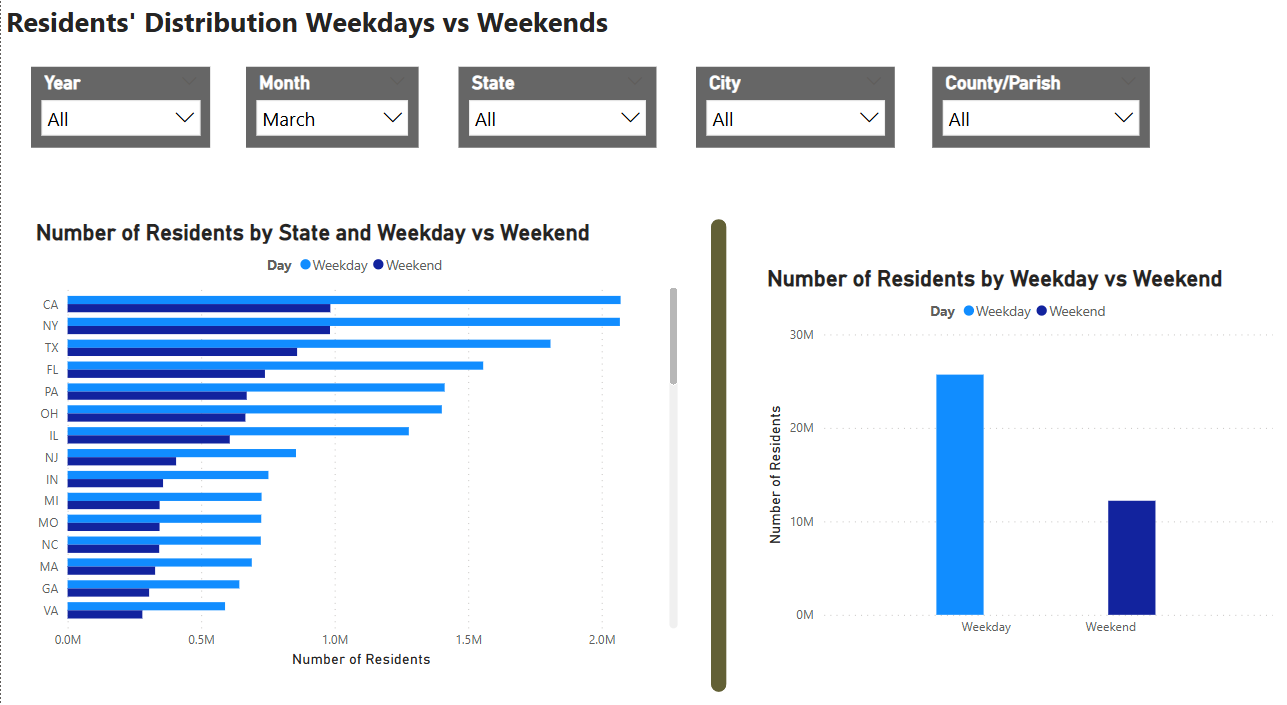 Residents' Distribution Weekdays vs Weekends
Year Month State City County/Parish
All March All All All
Number of Residents by State and Weekday vs Weekend
Day Weekday Weekend
CA
NY
TX
FL
PA
OH
IL
NJ
IN
MI
MO
NC
MA
GA
VA
0.0M 0.5M 1.0M 1.5M 2.0M
Number of Residents
Number of Residents by Weekday vs Weekend
Day Weekday Weekend
Number of Residents
30M
20M
10M
0M
Weekday Weekend